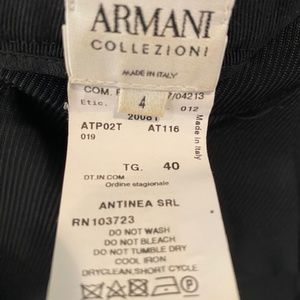 ARMANI
COLLEZIONI
MADE IN ITALY
4
COM. 7/04213
Etic. 012
20081
ATP02T AT116
019
Made in Italy
TG. 40
DT.IN.COM
Ordine stagionale
ANTINEA SRL
RN103723
DO NOT WASH
DO NOT BLEACH
DO NOT TUMBLE DRY
COOL IRON
DRYCLEAN,SHORT CYCLE